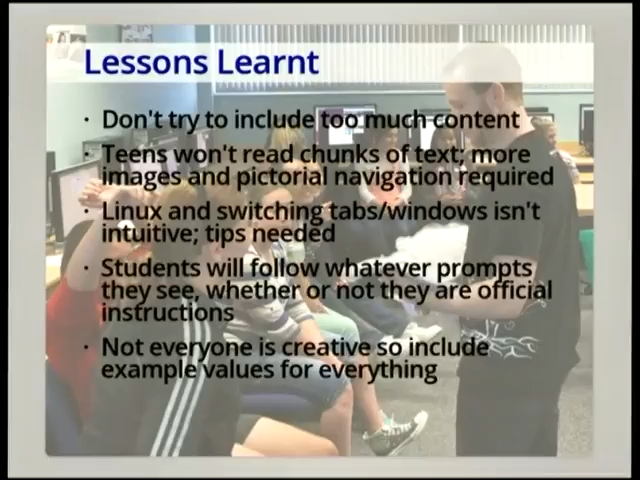 Lessons Learnt
· Don't try to include too much content
· Teens won't read chunks of text; more
images and pictorial navigation required
· Linux and switching tabs/windows isn't
intuitive; tips needed
· Students will follow whatever prompts
they see, whether or not they are official
instructions
· Not everyone is creative so include
example values for everything